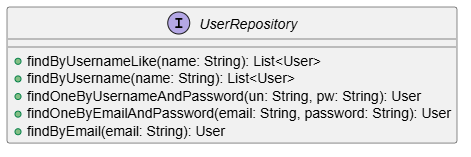 I UserRepository
findByUsernameLike(name: String): List<User>
findByUsername(name: String): List<User>
findOneByUsernameAndPassword(un: String, pw: String): User
findOneByEmailAndPassword(email: String, password: String): User
findByEmail(email: String): User